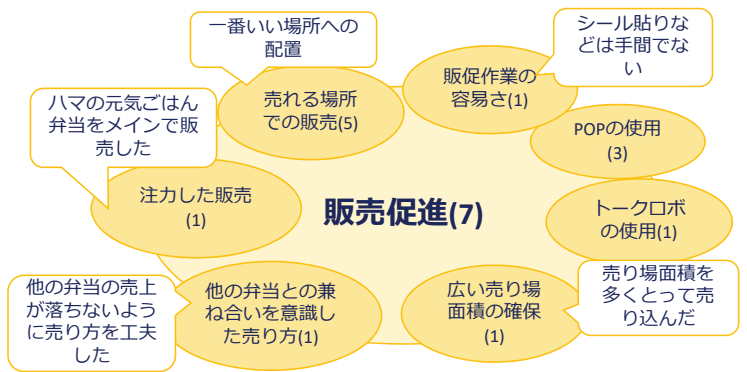 一番いい場所への
配置
シール貼りな
どは手間でな
い
売れる場所
での販売(5)
販促作業の
容易さ(1)
ハマの元気ごはん
弁当をメインで販
売した
POPの使用
(3)
注力した販売
(1)
販売促進(7)
トークロボ
の使用(1)
他の弁当の売上
が落ちないよう
に売り方を工夫
した
他の弁当との兼
ね合いを意識し
た売り方(1)
広い売り場
面積の確保
(1)
売り場面積を
多くとって売
り込んだ